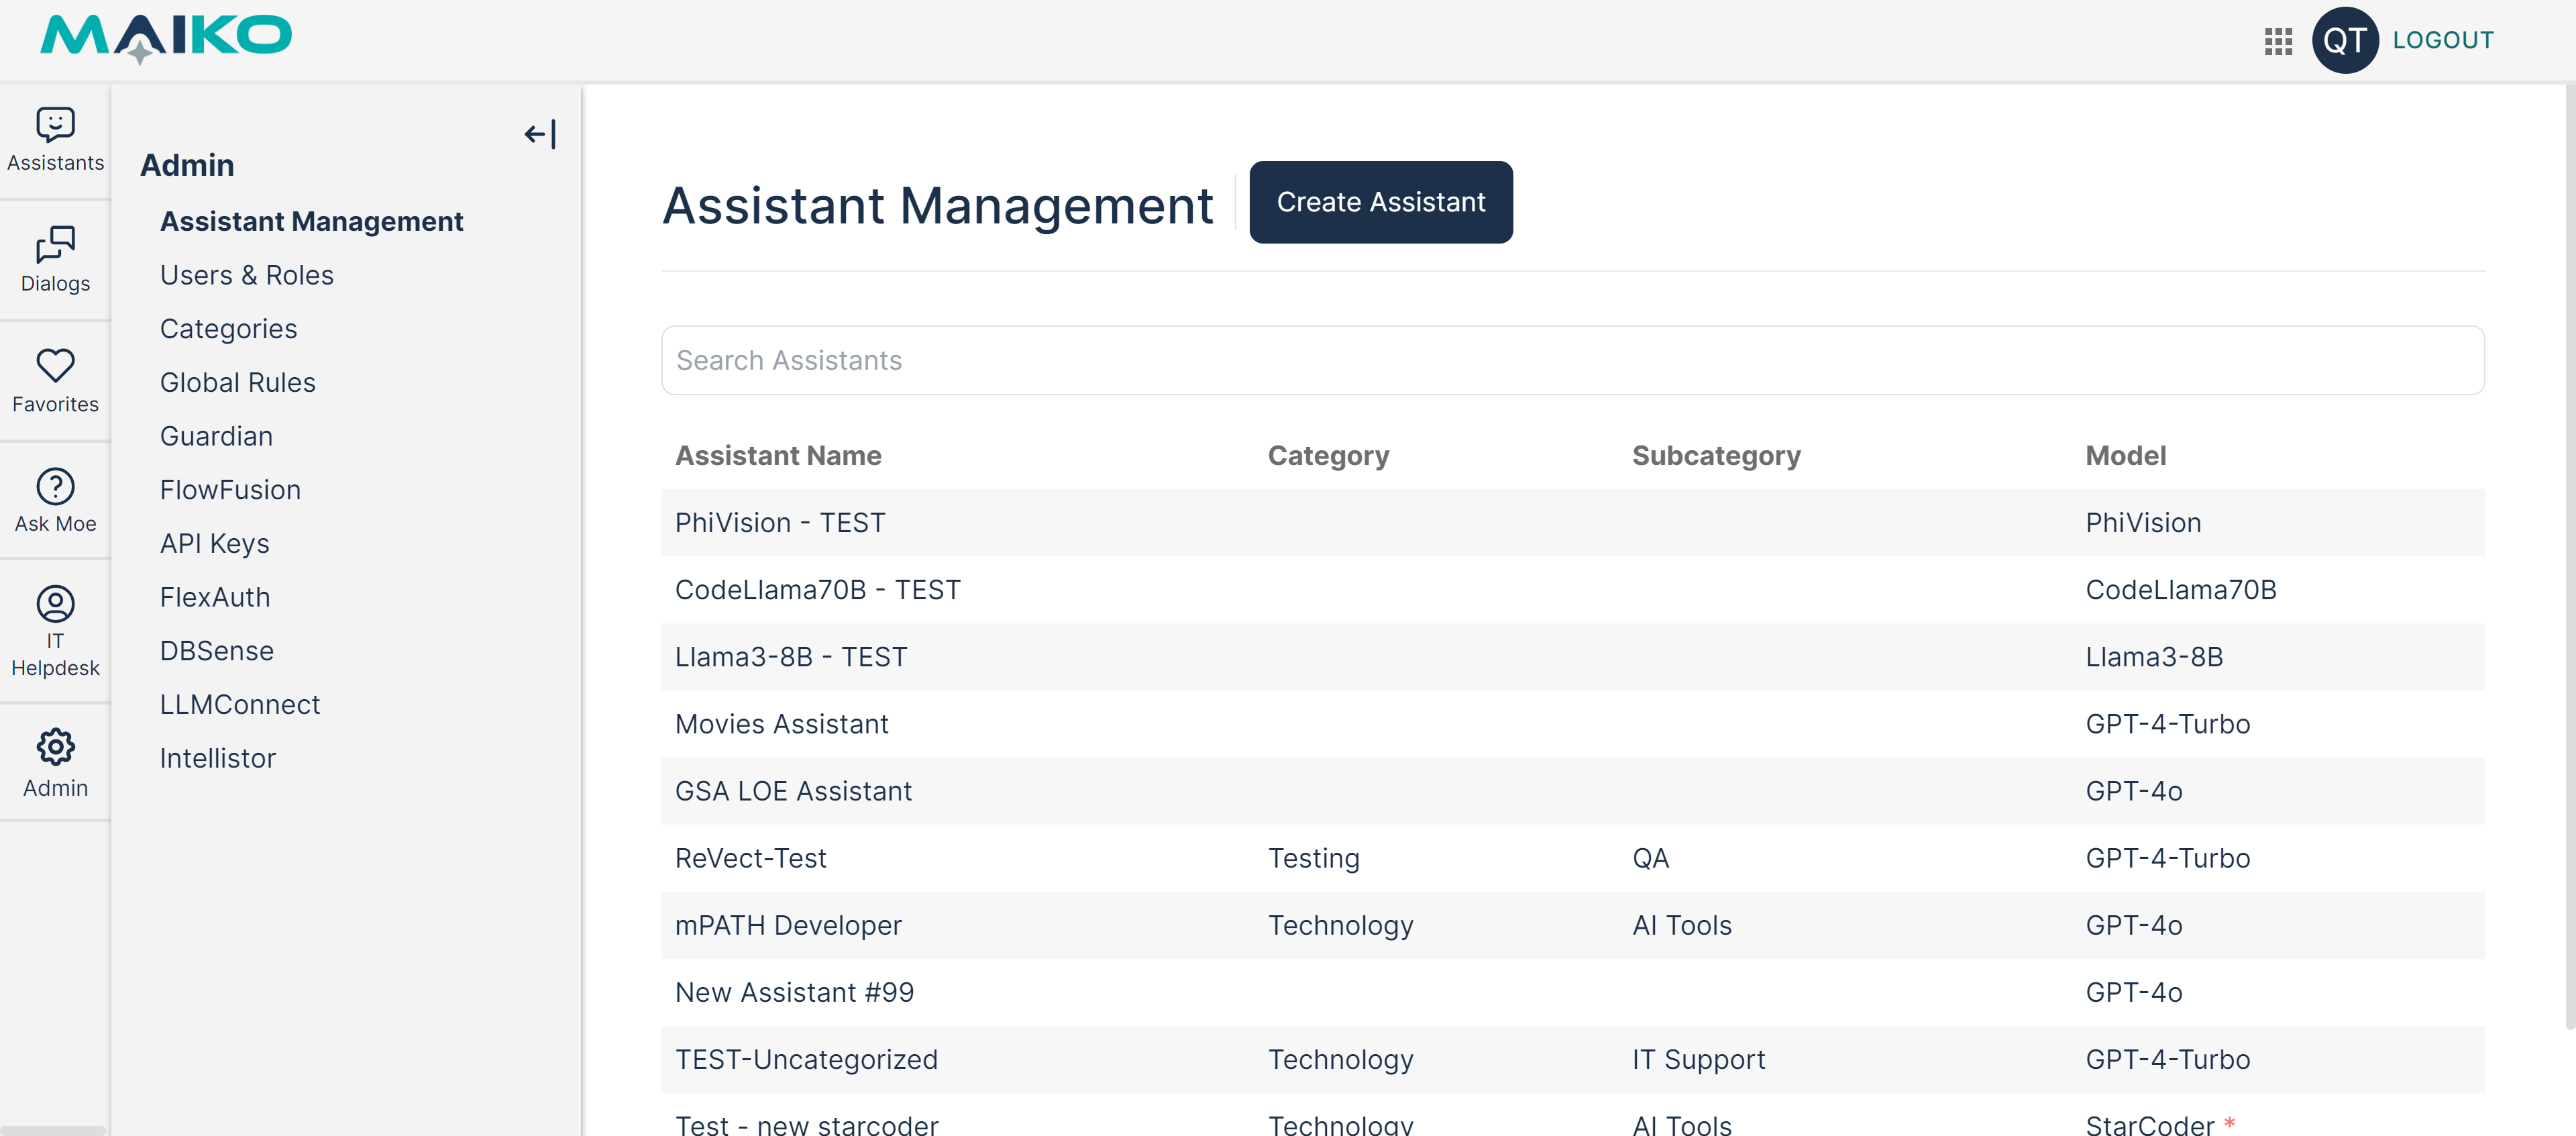 MAIKO
QT LOGOUT
Assistants
Dialogs
Favorites
Ask Moe
IT
Helpdesk
Admin
Admin
Assistant Management
Users & Roles
Categories
Global Rules
Guardian
FlowFusion
API Keys
FlexAuth
DBSense
LLMConnect
Intellistor
Assistant Management Create Assistant
Search Assistants
Assistant Name Category Subcategory Model
PhiVision - TEST PhiVision
CodeLlama70B - TEST CodeLlama70B
Llama3-8B - TEST Llama3-8B
Movies Assistant GPT-4-Turbo
GSA LOE Assistant GPT-4o
ReVect-Test Testing QA GPT-4-Turbo
mPATH Developer Technology AI Tools GPT-4o
New Assistant #99 GPT-4o
TEST-Uncategorized Technology IT Support GPT-4-Turbo
Test - new starcoder Technology AI Tools StarCoder *